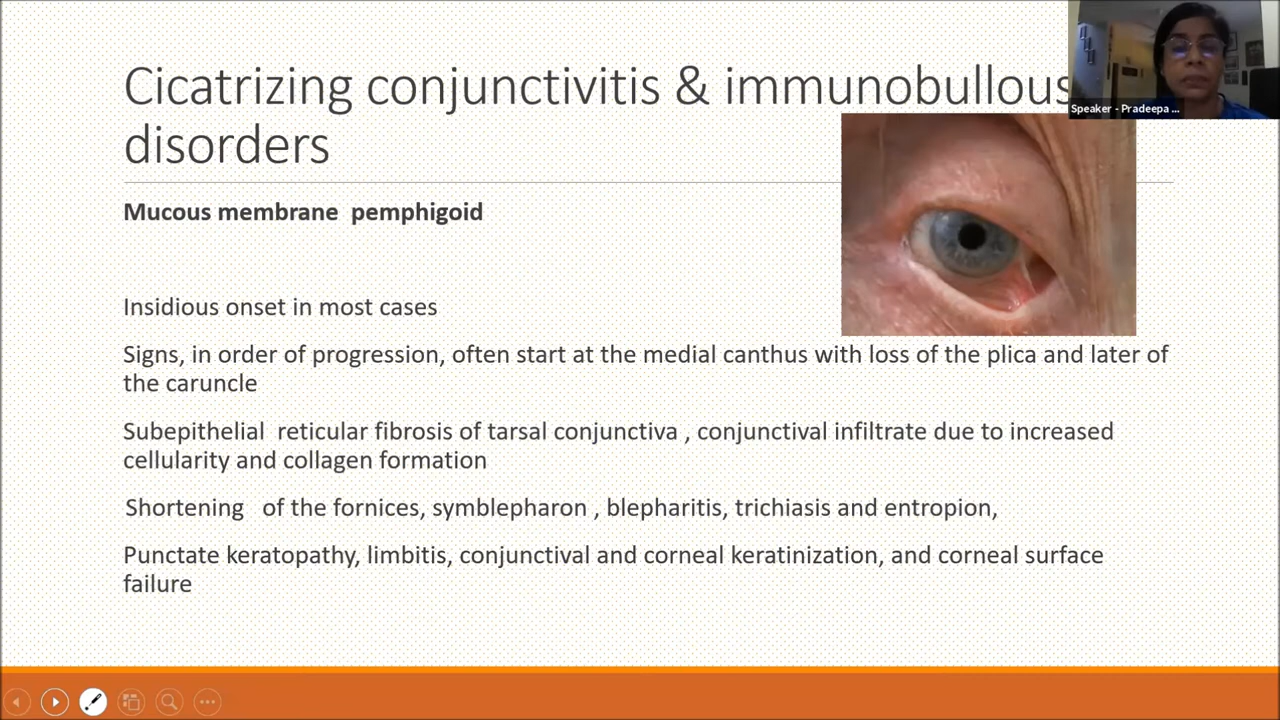 Cicatrizing conjunctivitis & immunobullous
disorders
Speaker - Pradeepa ...
Mucous membrane pemphigoid
Insidious onset in most cases
Signs, in order of progression, often start at the medial canthus with loss of the plica and later of
the caruncle
Subepithelial reticular fibrosis of tarsal conjunctiva , conjunctival infiltrate due to increased
cellularity and collagen formation
Shortening of the fornices, symblepharon , blepharitis, trichiasis and entropion,
Punctate keratopathy, limbitis, conjunctival and corneal keratinization, and corneal surface
failure